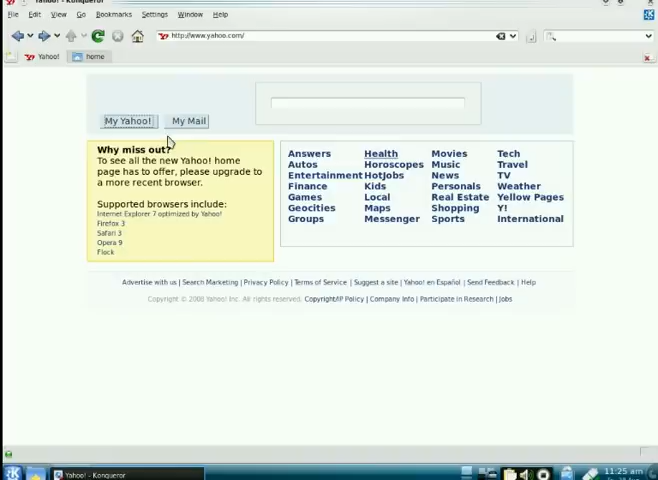 Yahoo! - Konqueror
File Edit View Go Bookmarks Settings Window Help
http://www.yahoo.com/
Yahoo! home
My Yahoo! My Mail
Why miss out?
To see all the new Yahoo! home
page has to offer, please upgrade to
a more recent browser.
Supported browsers include:
Internet Explorer 7 optimized by Yahoo!
Firefox 3
Safari 3
Opera 9
Flock
Answers Health Movies Tech
Autos Horoscopes Music Travel
Entertainment HotJobs News TV
Finance Kids Personals Weather
Games Local Real Estate Yellow Pages
Geocities Maps Shopping Y!
Groups Messenger Sports International
Advertise with us | Search Marketing | Privacy Policy | Terms of Service | Suggest a site | Yahoo! en Español | Send Feedback | Help
Copyright © 2008 Yahoo! Inc. All rights reserved. Copyright/IP Policy | Company Info | Participate in Research | Jobs
Yahoo! - Konqueror
11:25 am